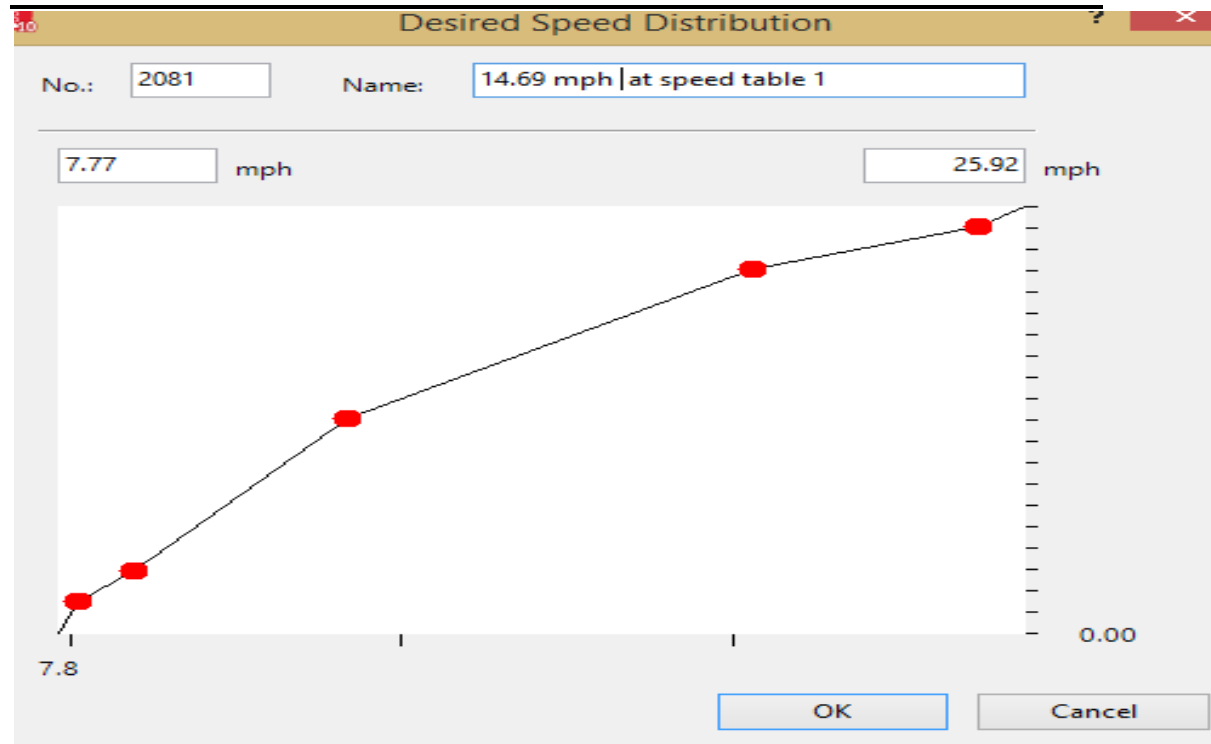 10
Desired Speed Distribution ? ×
No.: 2081 Name: 14.69 mph at speed table 1
7.77 mph 25.92 mph
0.00
7.8
OK Cancel